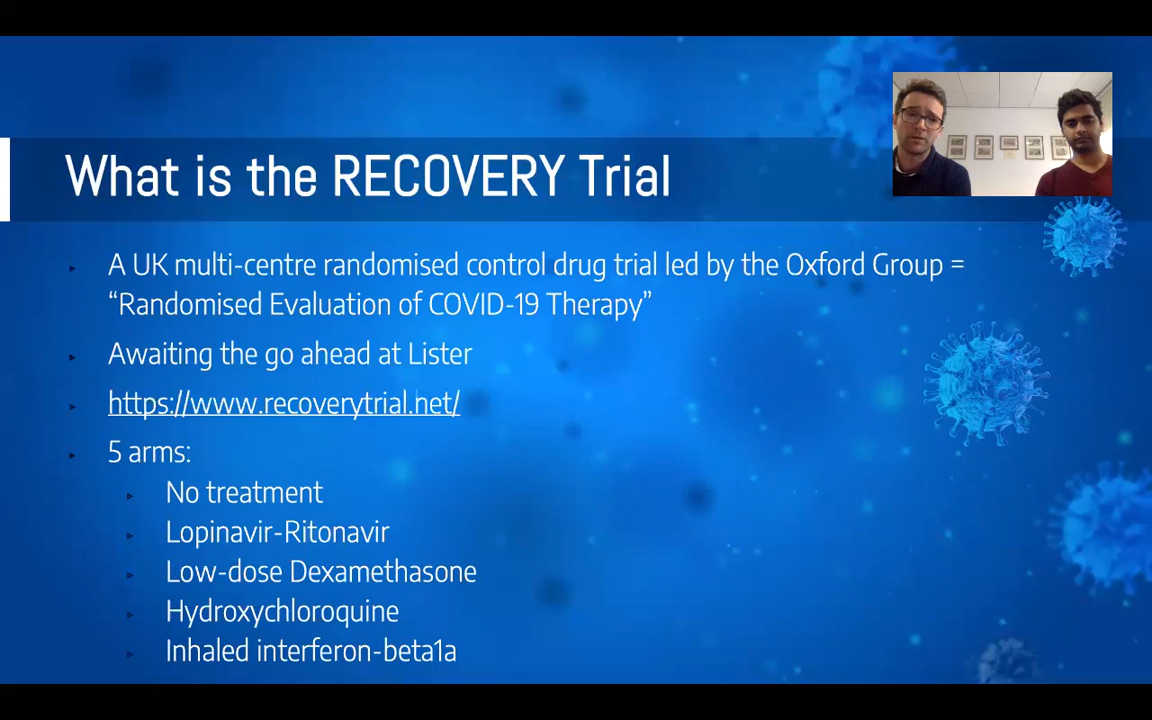 What is the RECOVERY Trial
A UK multi-centre randomised control drug trial led by the Oxford Group =
“Randomised Evaluation of COVID-19 Therapy”
Awaiting the go ahead at Lister
https://www.recoverytrial.net/
5 arms:
No treatment
Lopinavir-Ritonavir
Low-dose Dexamethasone
Hydroxychloroquine
Inhaled interferon-beta1a